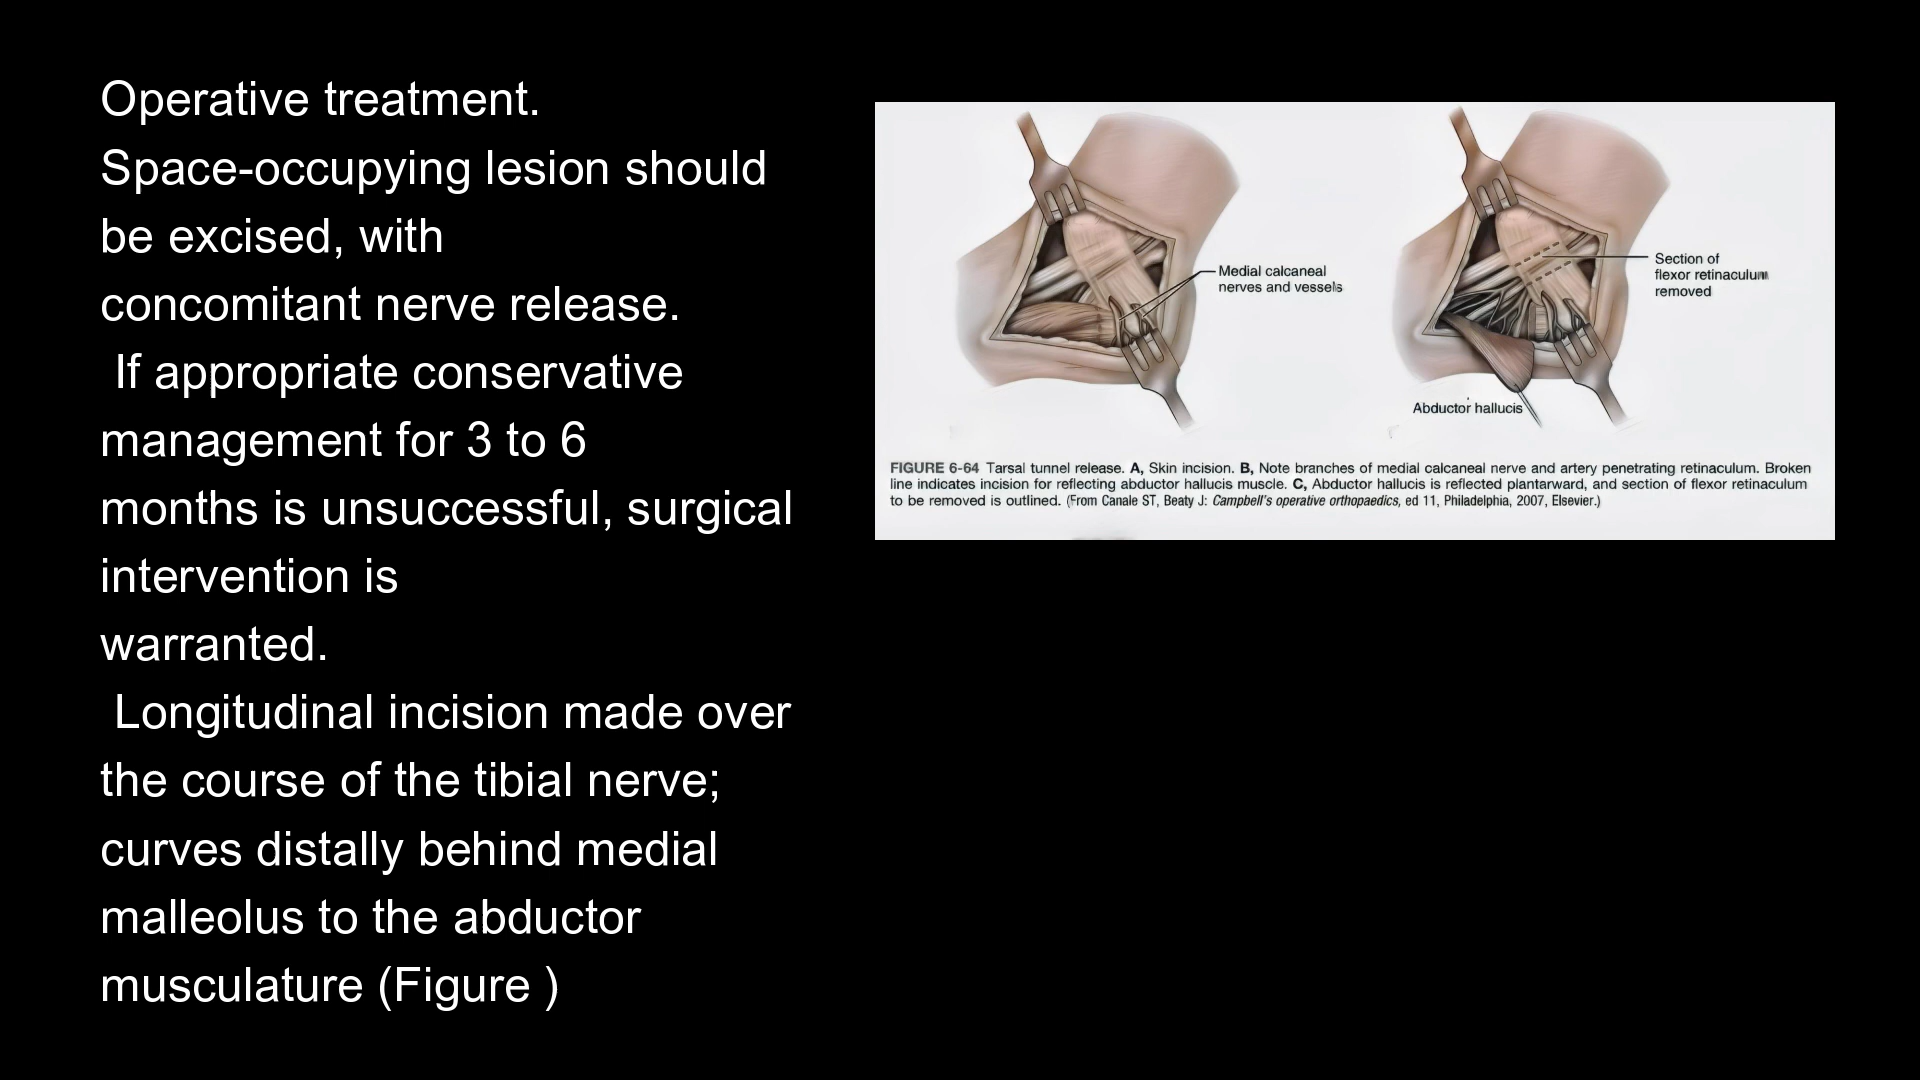 Operative treatment.
Space-occupying lesion should
be excised, with
concomitant nerve release.
If appropriate conservative
management for 3 to 6
months is unsuccessful, surgical
intervention is
warranted.
Longitudinal incision made over
the course of the tibial nerve;
curves distally behind medial
malleolus to the abductor
musculature (Figure )
Medial calcaneal
nerves and vessels
Section of
flexor retinaculum
removed
Abductor hallucis
FIGURE 6-64 Tarsal tunnel release. A, Skin incision. B, Note branches of medial calcaneal nerve and artery penetrating retinaculum. Broken
line indicates incision for reflecting abductor hallucis muscle. C, Abductor hallucis is reflected plantarward, and section of flexor retinaculum
to be removed is outlined. (From Canale ST, Beaty J: Campbell's operative orthopaedics, ed 11, Philadelphia, 2007, Elsevier.)